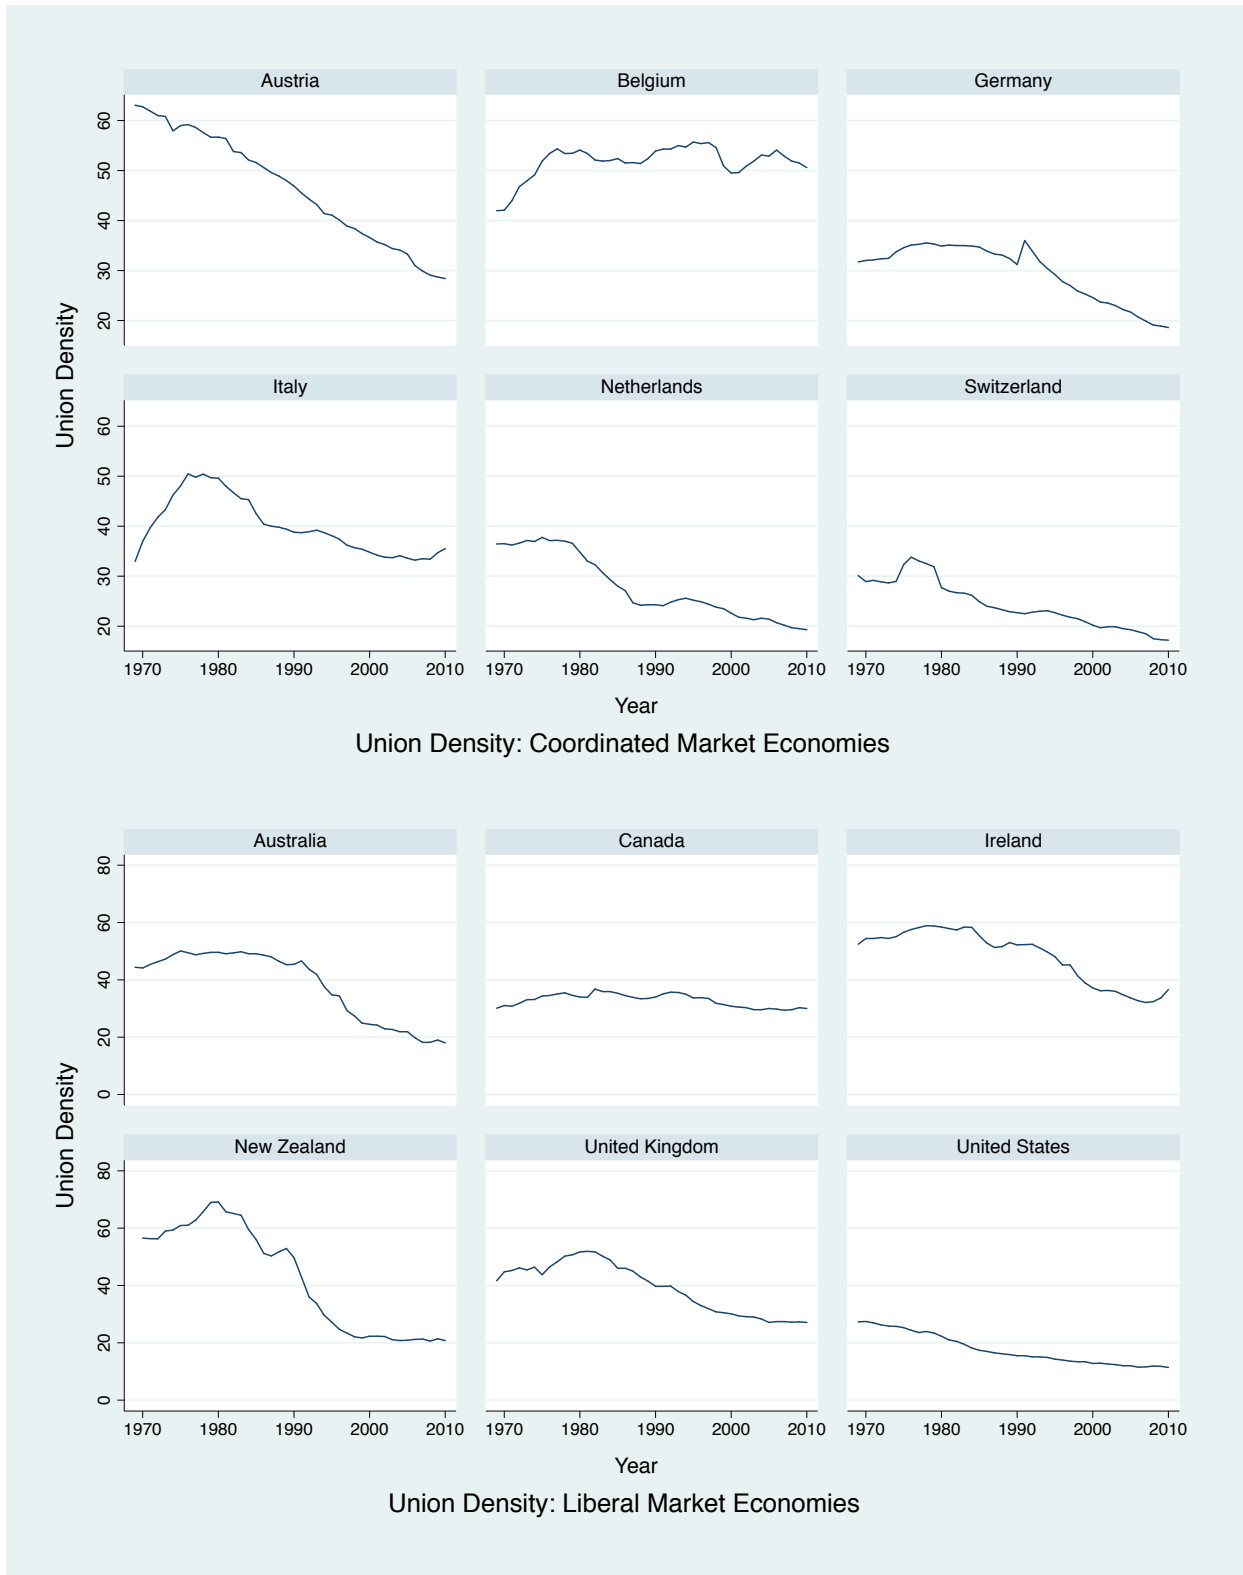 Austria Belgium Germany
60
50
40
30
20
Italy Netherlands Switzerland
60
50
40
30
20
Union Density
1970 1980 1990 2000 2010 1970 1980 1990 2000 2010 1970 1980 1990 2000 2010
Year
Union Density: Coordinated Market Economies
Australia Canada Ireland
80
60
40
20
0
New Zealand United Kingdom United States
80
60
40
20
0
Union Density
1970 1980 1990 2000 2010 1970 1980 1990 2000 2010 1970 1980 1990 2000 2010
Year
Union Density: Liberal Market Economies